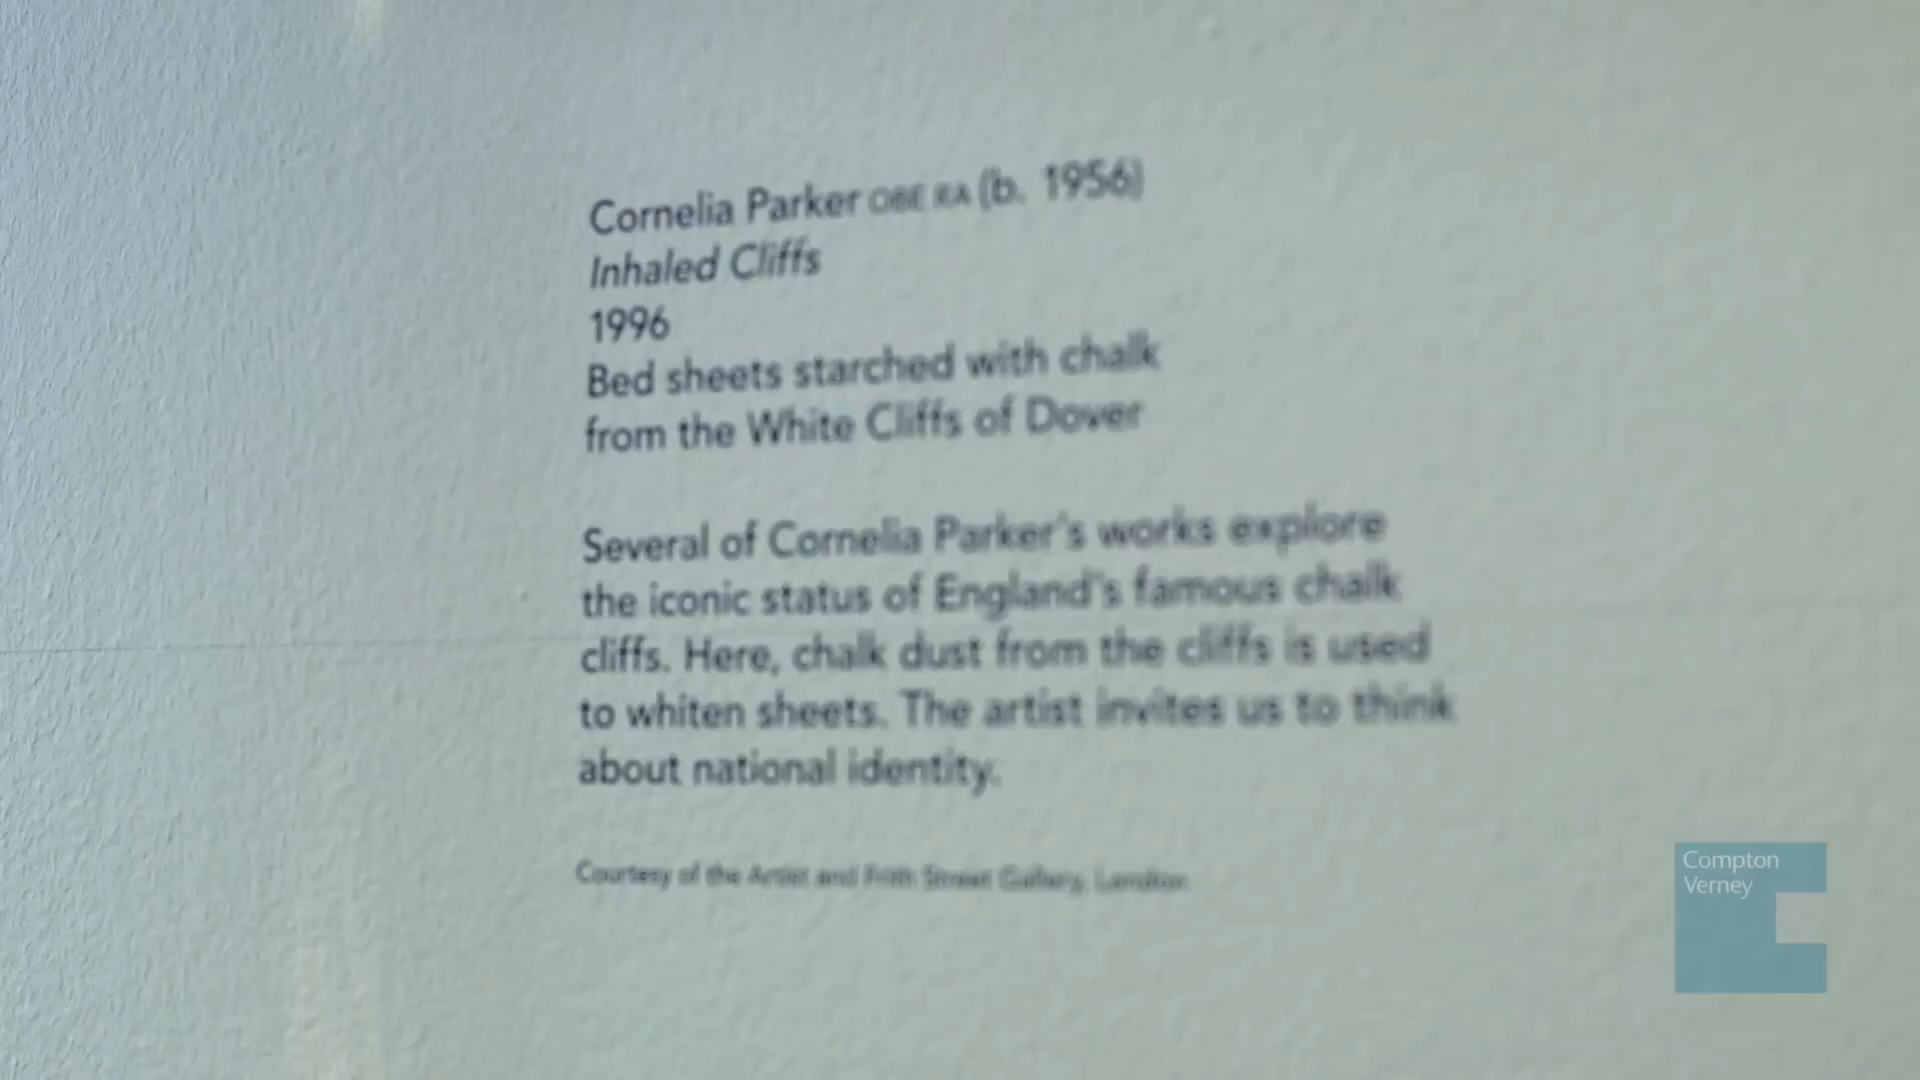 Cornelia Parker OBE RA (b. 1956)
Inhaled Cliffs
1996
Bed sheets starched with chalk
from the White Cliffs of Dover
Several of Cornelia Parker's works explore
the iconic status of England's famous chalk
cliffs. Here, chalk dust from the cliffs is used
to whiten sheets. The artist invites us to think
about national identity.
Courtesy of the Artist and Frith Street Gallery, London
Compton
Verney